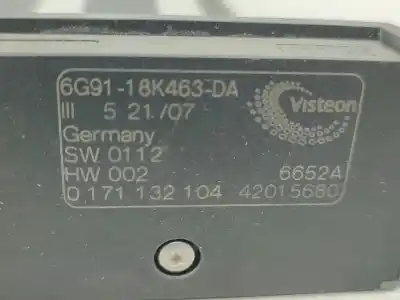 6G91-18K463-DA
III 5 21/07
Visteon
Germany
SW 0112
HW 002 6652A
0 171 132 104 42015680